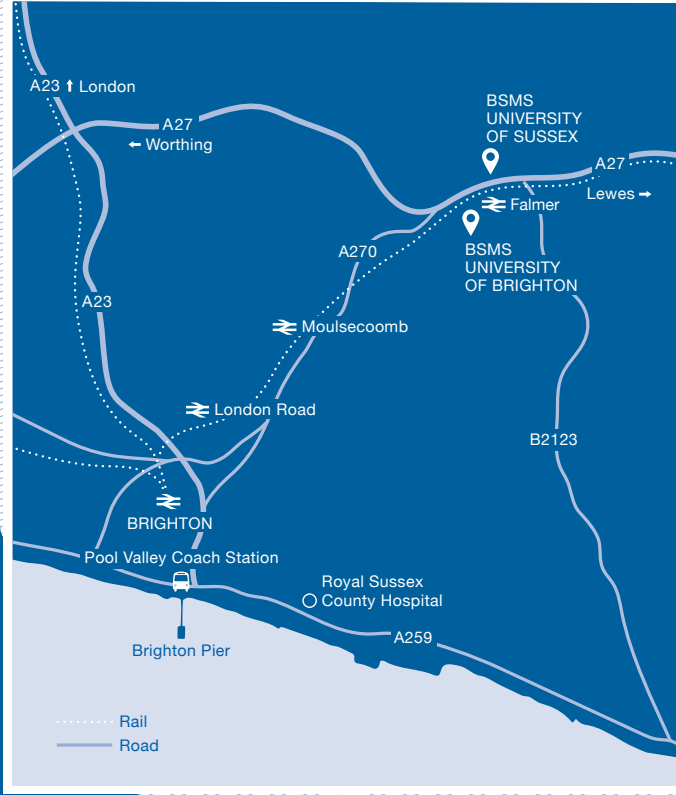 A23 ↑ London
BSMS
UNIVERSITY
OF SUSSEX
A27
← Worthing
A27
Lewes →
Falmer
A270
BSMS
UNIVERSITY
OF BRIGHTON
A23
Moulsecoomb
London Road
B2123
BRIGHTON
Pool Valley Coach Station
Royal Sussex
County Hospital
A259
Brighton Pier
Rail
Road